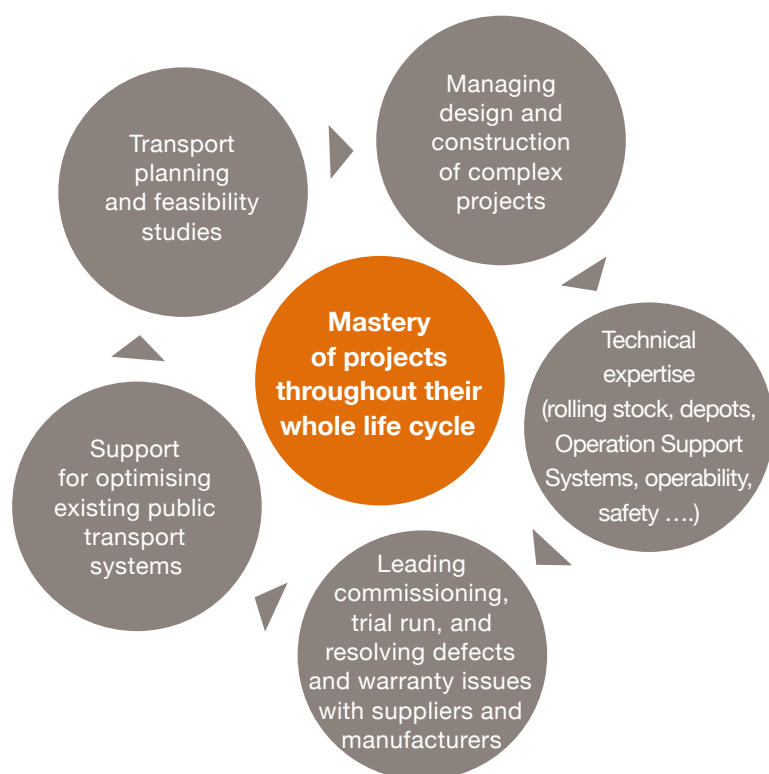 Transport
planning
and feasibility
studies
Managing
design and
construction
of complex
projects
Mastery
of projects
throughout their
whole life cycle
Technical
expertise
(rolling stock, depots,
Operation Support
Systems, operability,
safety ….)
Support
for optimising
existing public
transport
systems
Leading
commissioning,
trial run, and
resolving defects
and warranty issues
with suppliers and
manufacturers